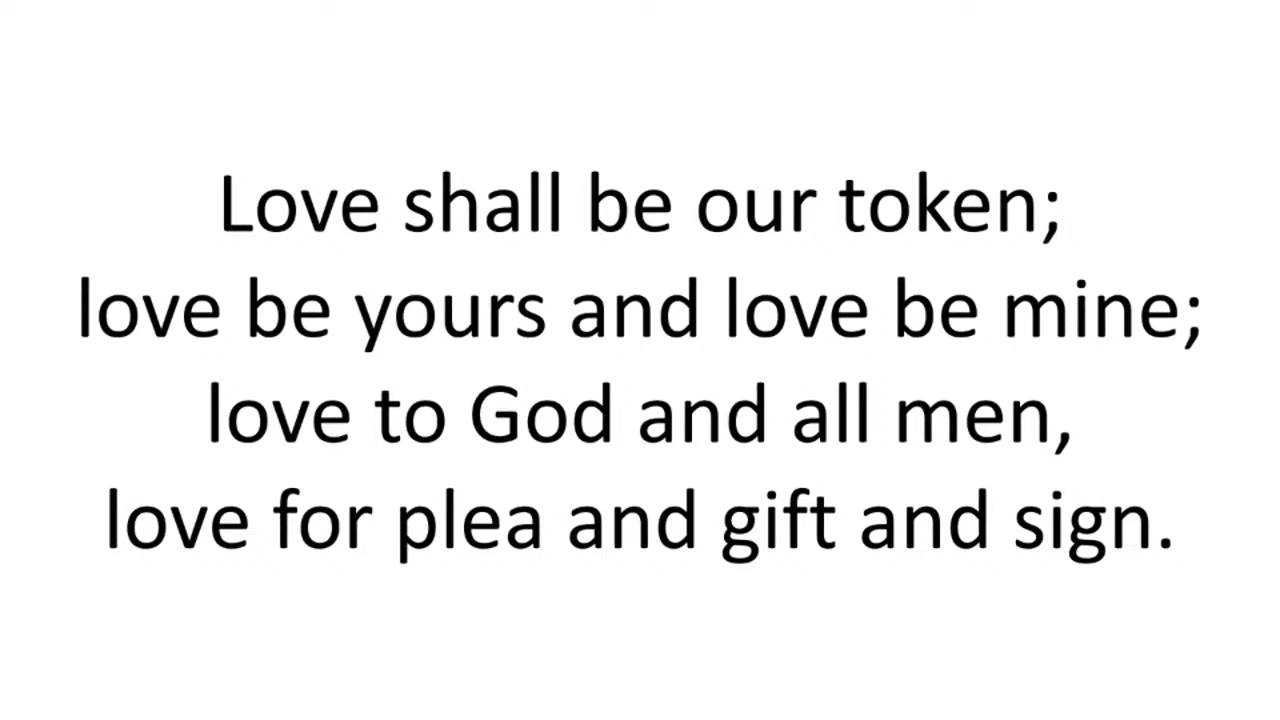 Love shall be our token;
love be yours and love be mine;
love to God and all men,
love for plea and gift and sign.